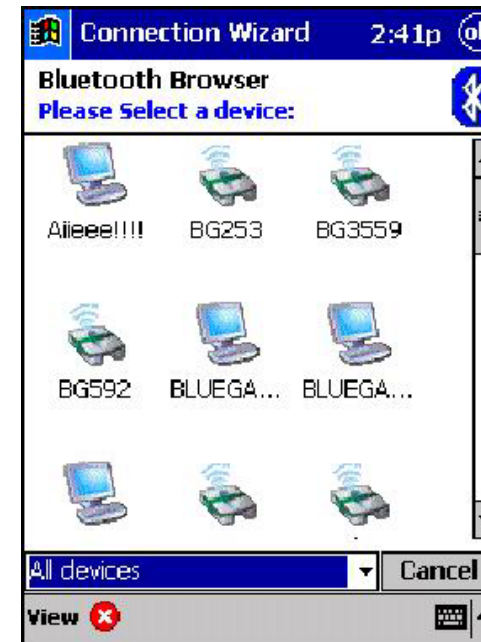 Connection Wizard 2:41p ok
Bluetooth Browser
Please Select a device:
Aiieee!!!! BG253 BG3559
BG592 BLUEGA... BLUEGA...
All devices Cancel
View